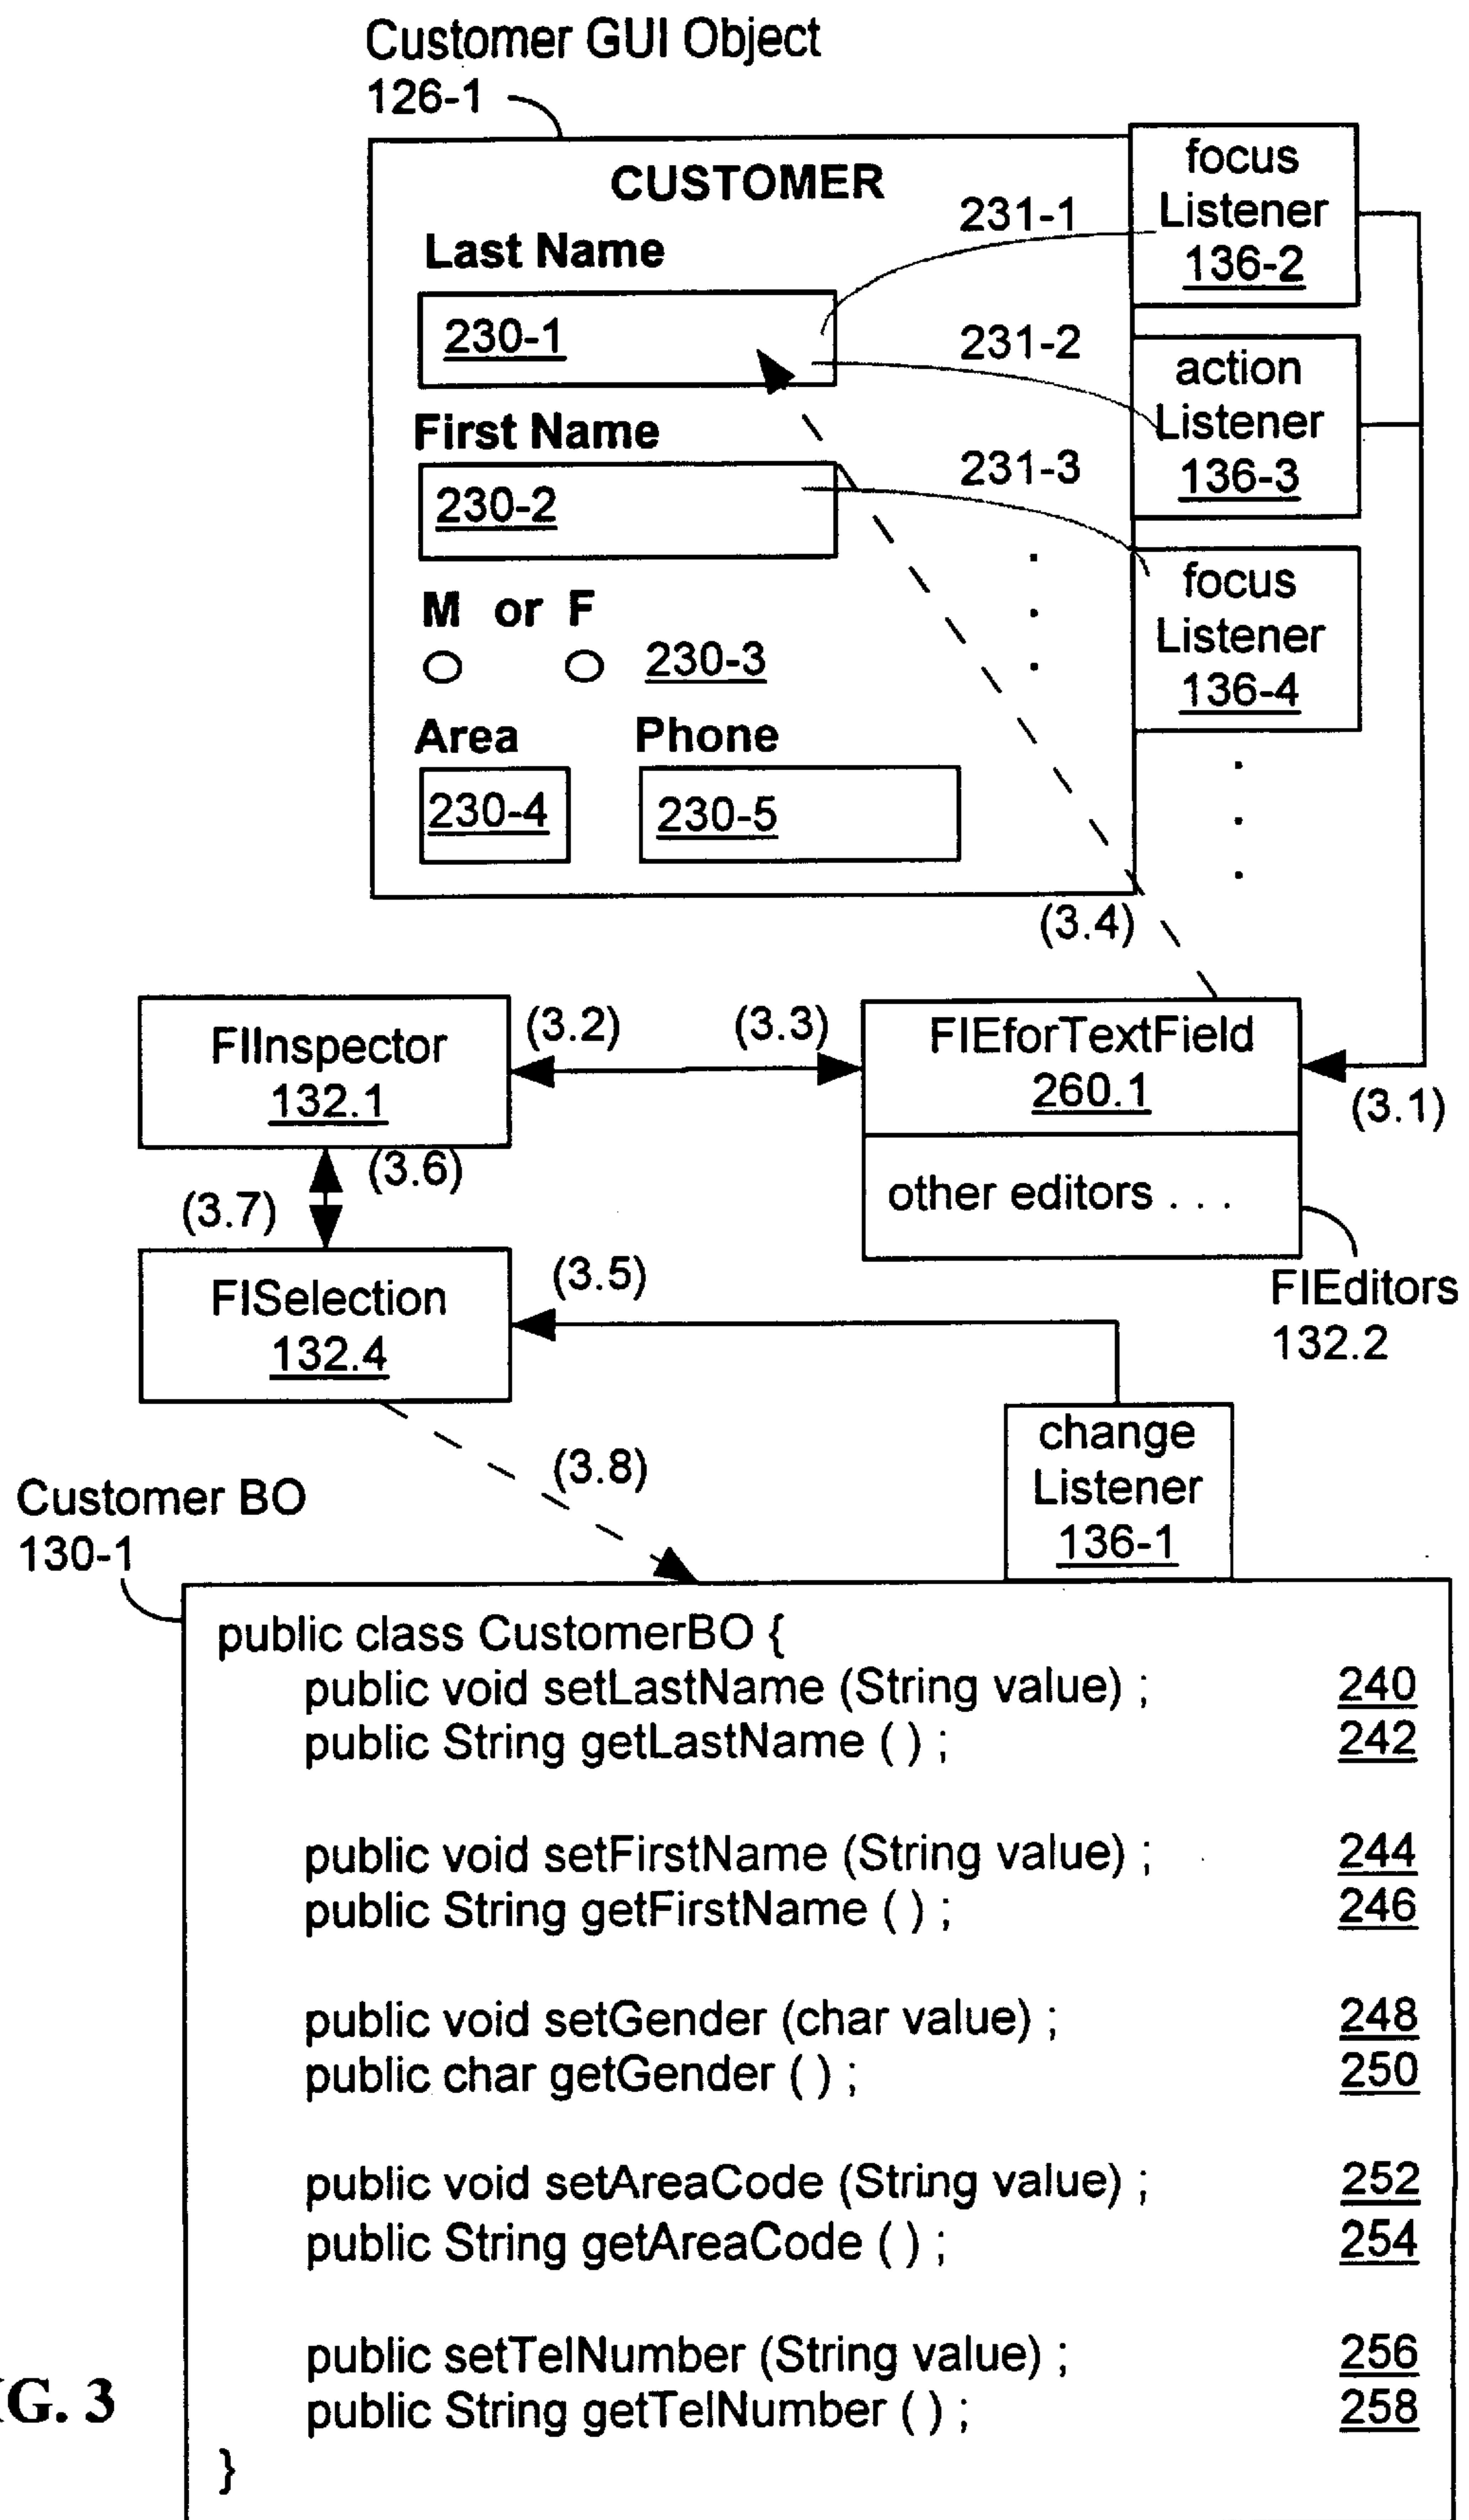 Customer GUI Object
126-1
CUSTOMER
focus
Listener
136-2
231-1
Last Name
230-1
231-2
action
Listener
136-3
First Name
230-2
231-3
focus
Listener
136-4
M or F
230-3
Area Phone
230-4 230-5
(3.4)
FIInspector
132.1
(3.2) (3.3)
FIEforTextField
260.1
(3.1)
other editors . . .
FIEditors
132.2
(3.6)
(3.7)
FISelection
132.4
(3.5)
change
Listener
136-1
(3.8)
Customer BO
130-1
public class CustomerBO {
public void setLastName (String value) ; 240
public String getLastName ( ) ; 242
public void setFirstName (String value) ; 244
public String getFirstName ( ) ; 246
public void setGender (char value) ; 248
public char getGender ( ) ; 250
public void setAreaCode (String value) ; 252
public String getAreaCode ( ) ; 254
public setTelNumber (String value) ; 256
public String getTelNumber ( ) ; 258
}
G. 3